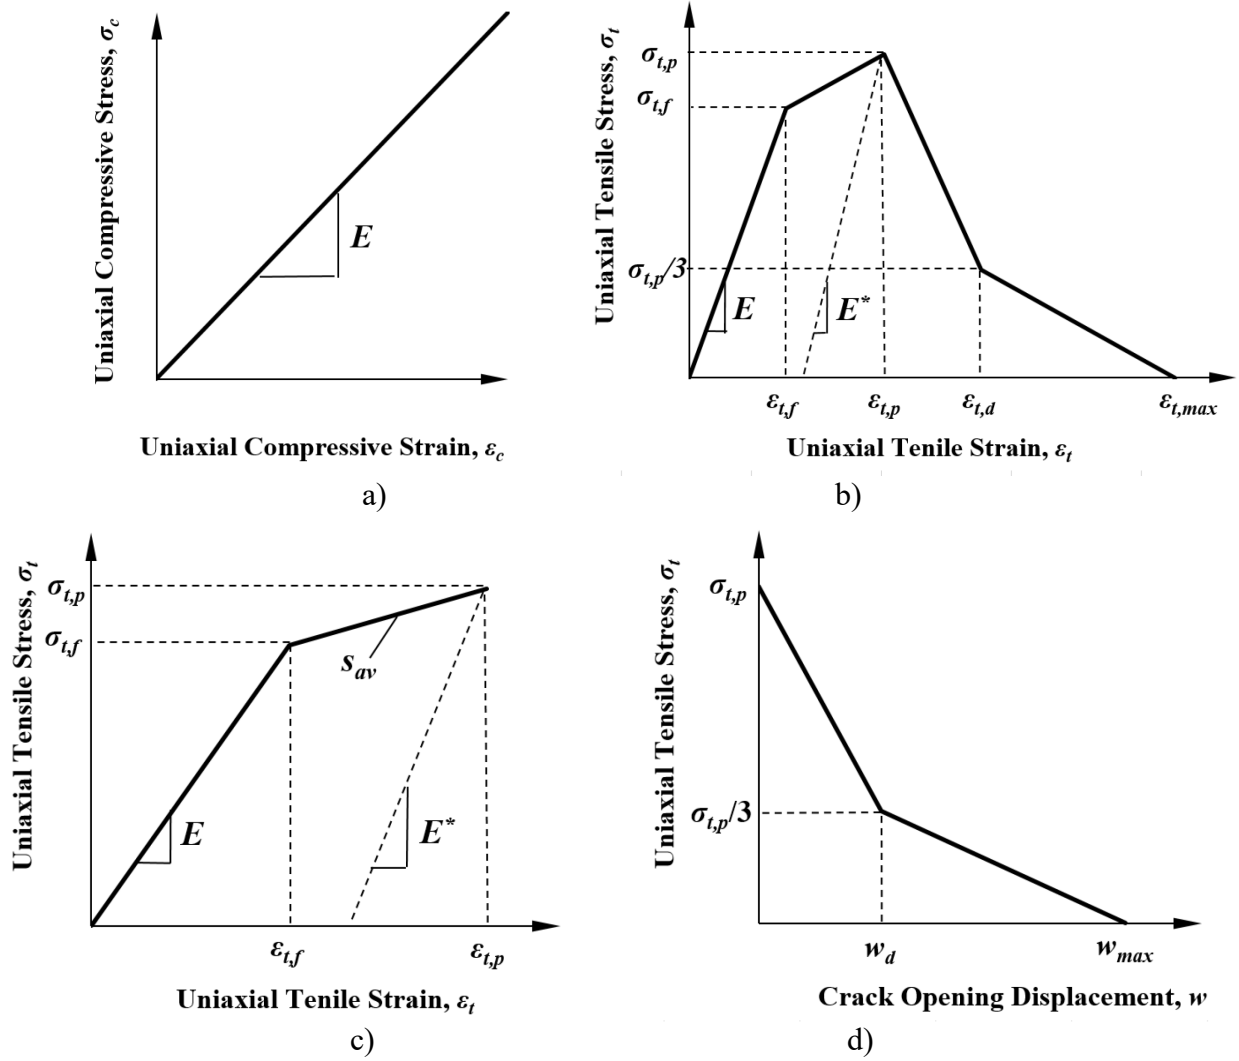 Uniaxial Compressive Stress, σc
E
Uniaxial Compressive Strain, εc
a)
Uniaxial Tensile Stress, σt
σt,p
σt,f
σt,p/3
E
E*
εt,f
εt,p
εt,d
εt,max
Uniaxial Tenile Strain, εt
b)
Uniaxial Tensile Stress, σt
σt,p
σt,f
sav
E
E*
εt,f
εt,p
Uniaxial Tenile Strain, εt
c)
Uniaxial Tensile Stress, σt
σt,p
σt,p/3
wd
wmax
Crack Opening Displacement, w
d)